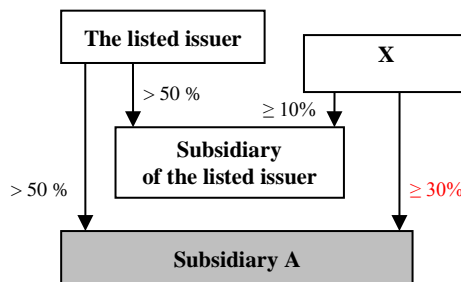 The listed issuer
X
> 50 %
≥ 10%
Subsidiary
of the listed issuer
> 50 %
≥ 30%
Subsidiary A